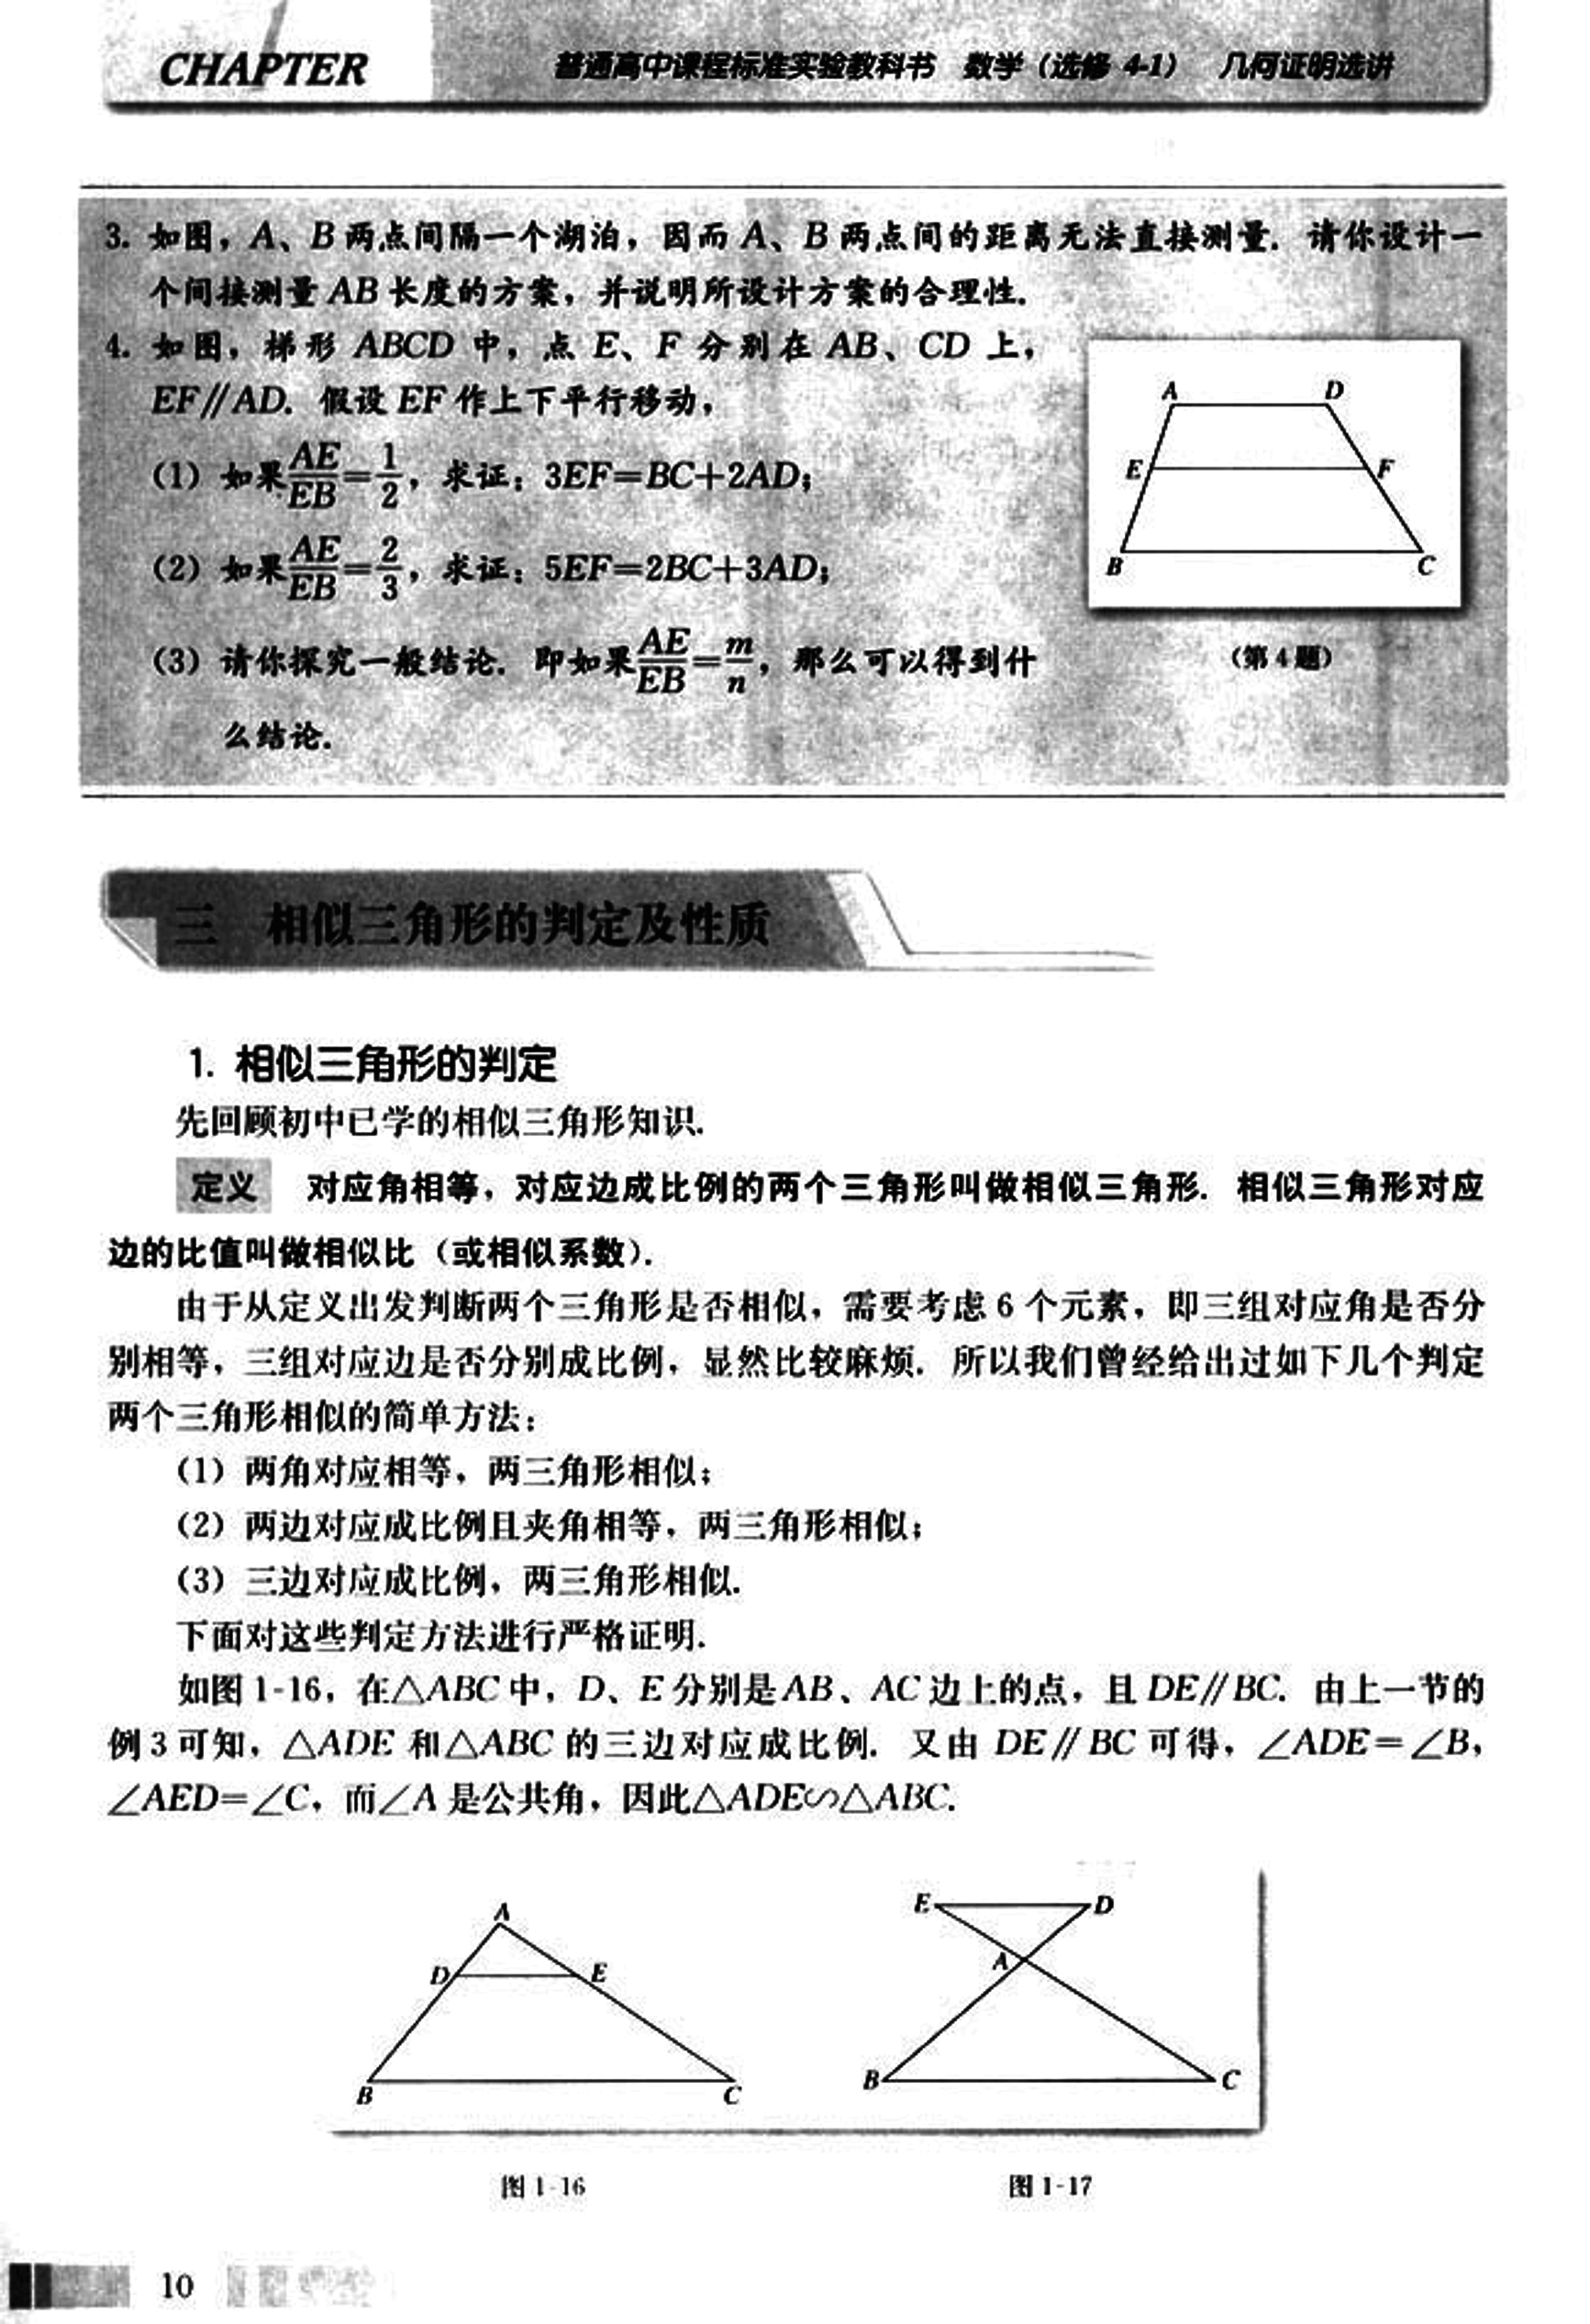 CHAPTER 普通高中课程标准实验教科书 数学（选修 4-1） 几何证明选讲
3. 如图，A、B两点间隔一个湖泊，因而 A、B 两点间的距离无法直接测量. 请你设计一
个间接测量 AB 长度的方案，并说明所设计方案的合理性.
4. 如图，梯形 ABCD 中，点 E、F 分别在 AB、CD 上，
EF∥AD. 假设 EF 作上下平行移动，
（1）如果AE/EB=1/2，求证：3EF=BC+2AD；
（2）如果AE/EB=2/3，求证：5EF=2BC+3AD；
（3）请你探究一般结论. 即如果AE/EB=m/n，那么可以得到什
么结论.
A D
E F
B C
（第 4 题）
三 相似三角形的判定及性质
1. 相似三角形的判定
先回顾初中已学的相似三角形知识.
定义 对应角相等，对应边成比例的两个三角形叫做相似三角形. 相似三角形对应
边的比值叫做相似比（或相似系数）.
由于从定义出发判断两个三角形是否相似，需要考虑 6 个元素，即三组对应角是否分
别相等，三组对应边是否分别成比例，显然比较麻烦. 所以我们曾经给出过如下几个判定
两个三角形相似的简单方法：
（1）两角对应相等，两三角形相似；
（2）两边对应成比例且夹角相等，两三角形相似；
（3）三边对应成比例，两三角形相似.
下面对这些判定方法进行严格证明.
如图 1-16，在△ABC 中，D、E 分别是 AB、AC 边上的点，且 DE∥BC. 由上一节的
例 3 可知，△ADE 和△ABC 的三边对应成比例. 又由 DE∥BC 可得，∠ADE=∠B，
∠AED=∠C，而∠A 是公共角，因此△ADE∽△ABC.
A
D E
B C
图 1-16
E D
A
B C
图 1-17
10